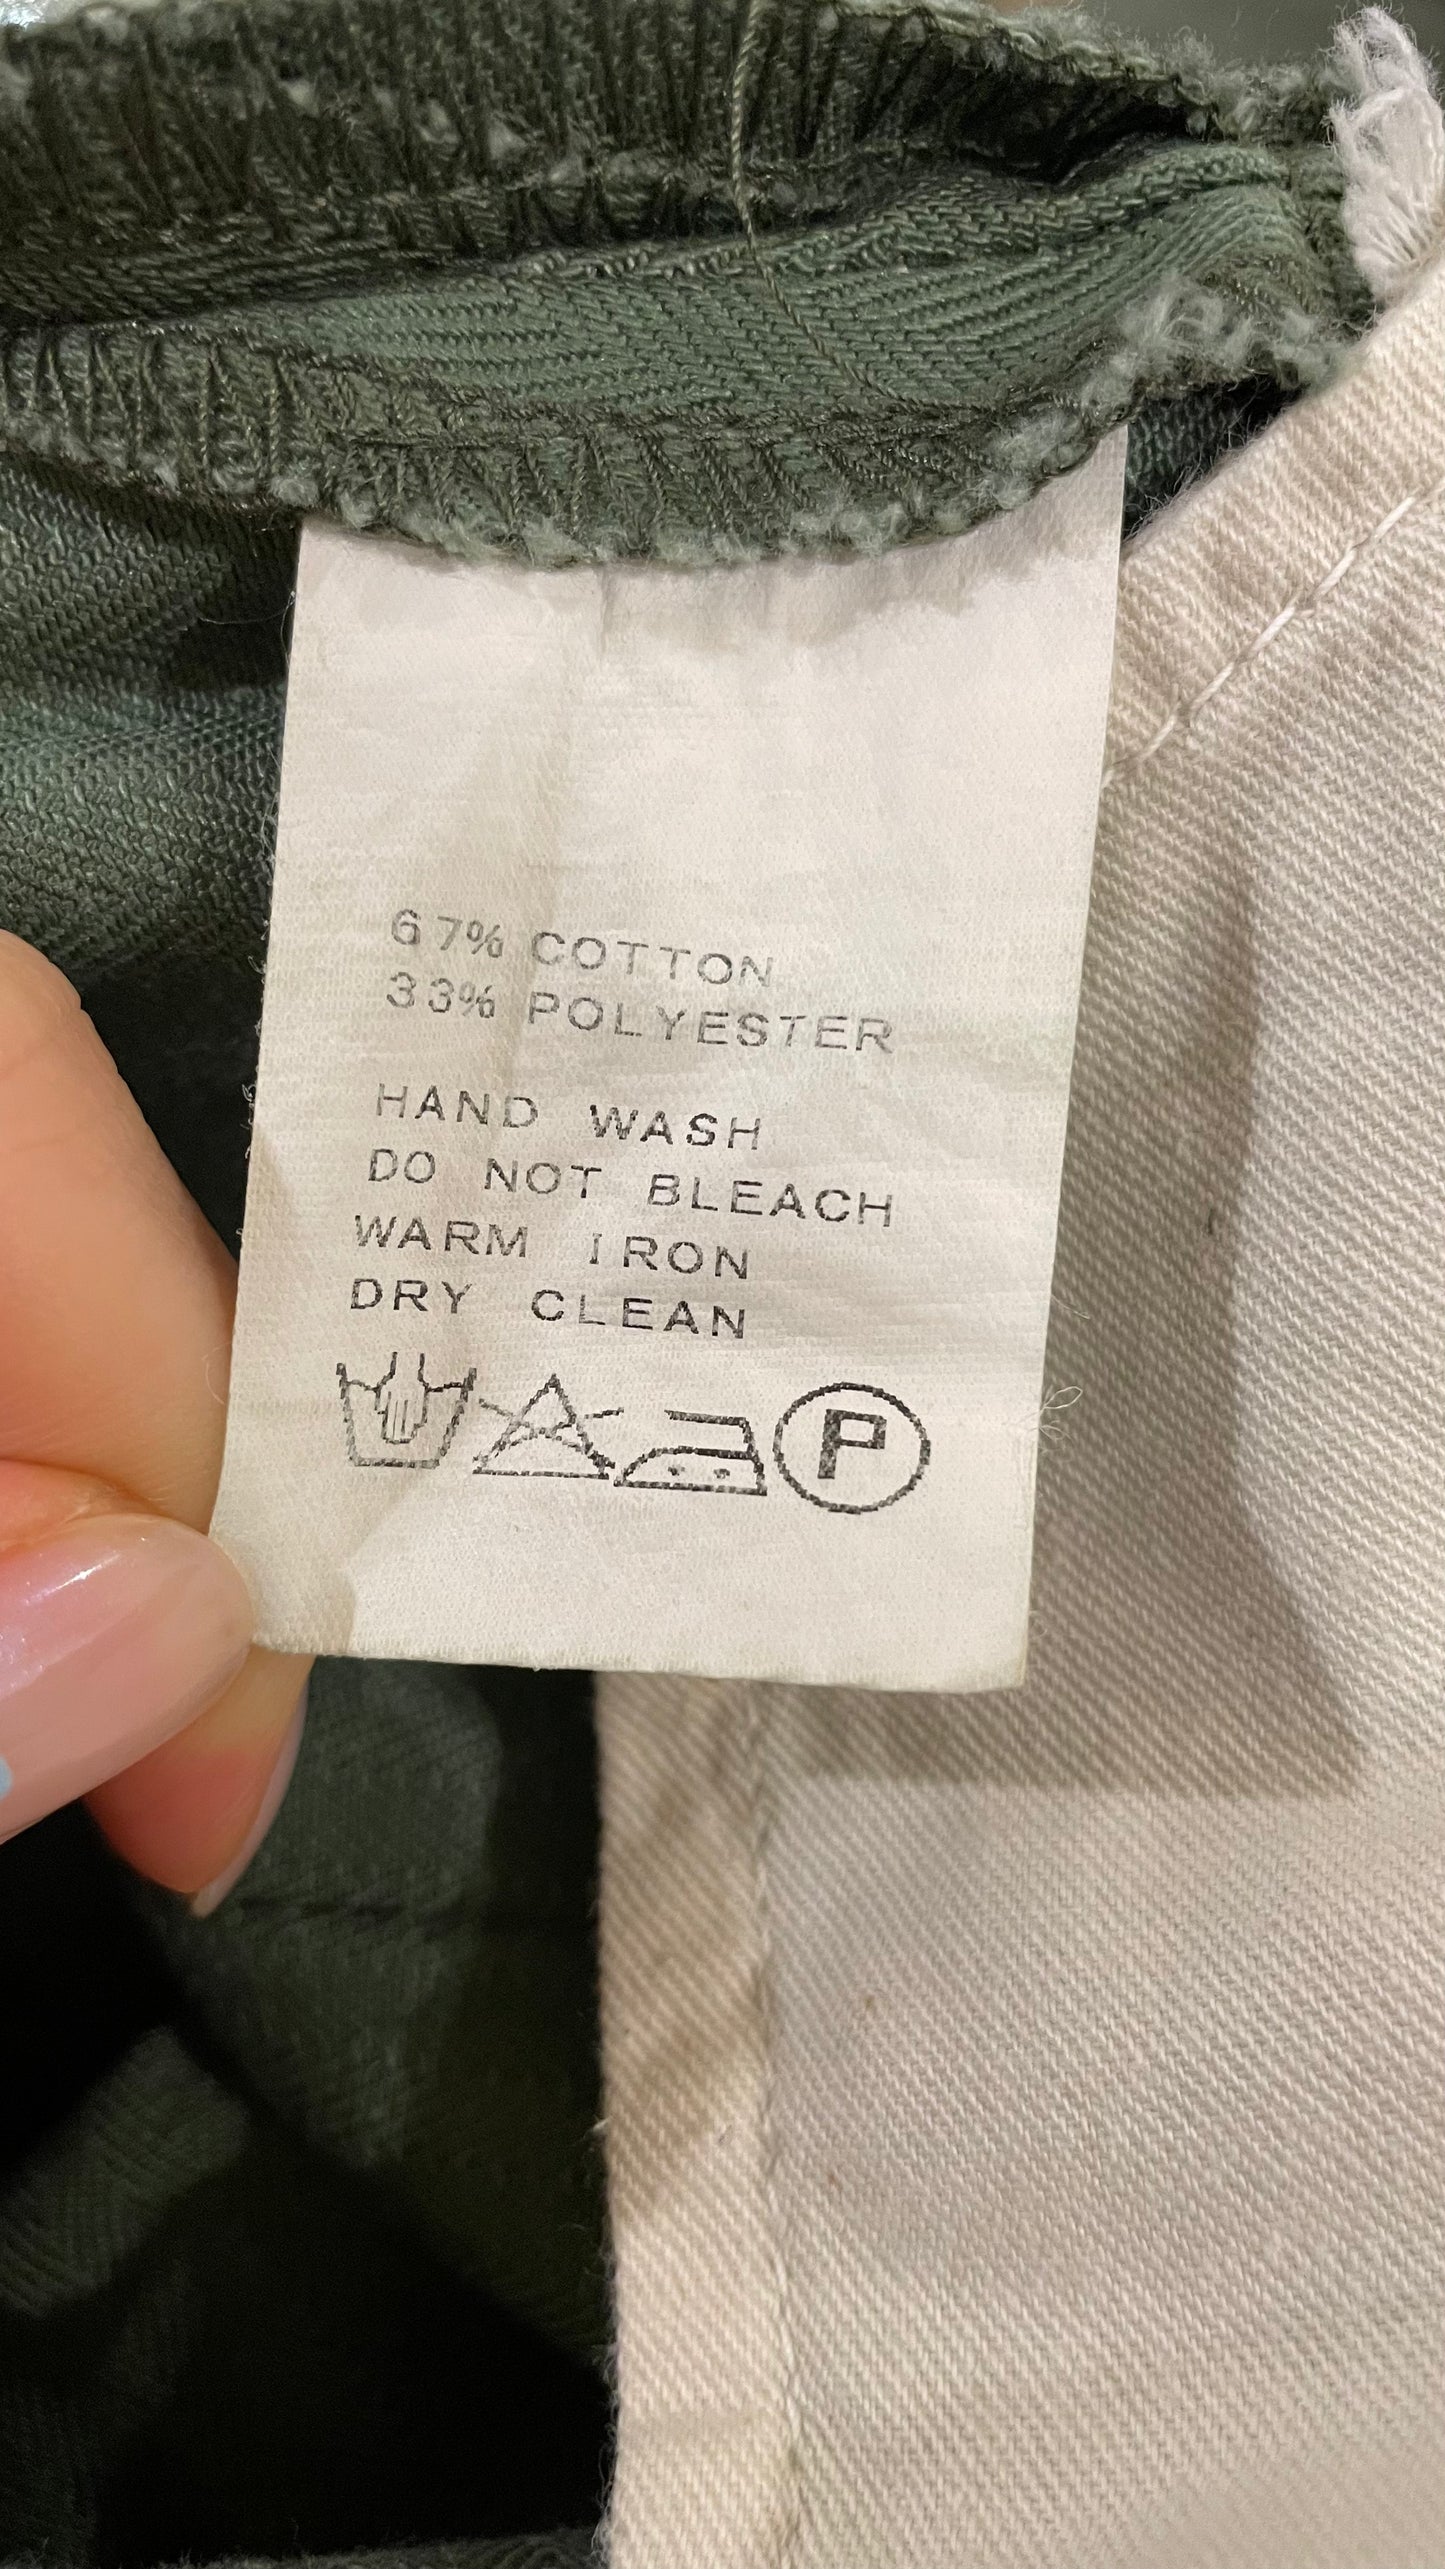 67% COTTON
33% POLYESTER
HAND WASH
DO NOT BLEACH
WARM IRON
DRY CLEAN
P